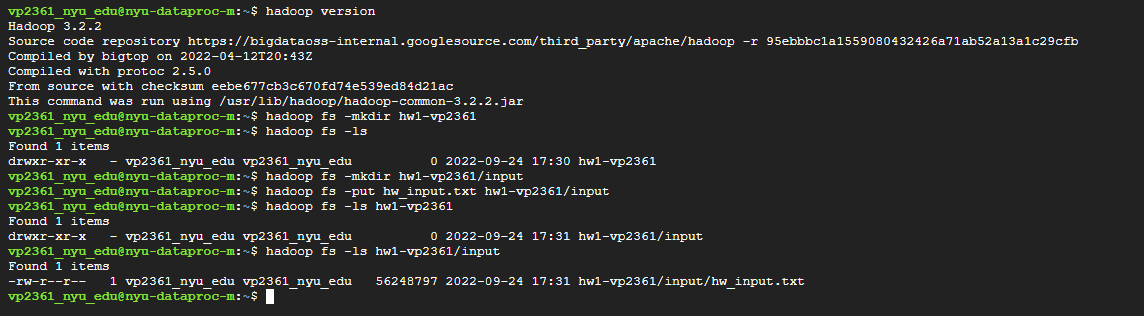 vp2361_nyu_edu@nyu-dataproc-m:~$ hadoop version
Hadoop 3.2.2
Source code repository https://bigdataoss-internal.googlesource.com/third_party/apache/hadoop -r 95ebbbc1a1559080432426a71ab52a13a1c29cfb
Compiled by bigtop on 2022-04-12T20:43Z
Compiled with protoc 2.5.0
From source with checksum eebe677cb3c670fd74e539ed84d21ac
This command was run using /usr/lib/hadoop/hadoop-common-3.2.2.jar
vp2361_nyu_edu@nyu-dataproc-m:~$ hadoop fs -mkdir hw1-vp2361
vp2361_nyu_edu@nyu-dataproc-m:~$ hadoop fs -ls
Found 1 items
drwxr-xr-x   - vp2361_nyu_edu vp2361_nyu_edu          0 2022-09-24 17:30 hw1-vp2361
vp2361_nyu_edu@nyu-dataproc-m:~$ hadoop fs -mkdir hw1-vp2361/input
vp2361_nyu_edu@nyu-dataproc-m:~$ hadoop fs -put hw_input.txt hw1-vp2361/input
vp2361_nyu_edu@nyu-dataproc-m:~$ hadoop fs -ls hw1-vp2361
Found 1 items
drwxr-xr-x   - vp2361_nyu_edu vp2361_nyu_edu          0 2022-09-24 17:31 hw1-vp2361/input
vp2361_nyu_edu@nyu-dataproc-m:~$ hadoop fs -ls hw1-vp2361/input
Found 1 items
-rw-r--r--   1 vp2361_nyu_edu vp2361_nyu_edu   56248797 2022-09-24 17:31 hw1-vp2361/input/hw_input.txt
vp2361_nyu_edu@nyu-dataproc-m:~$